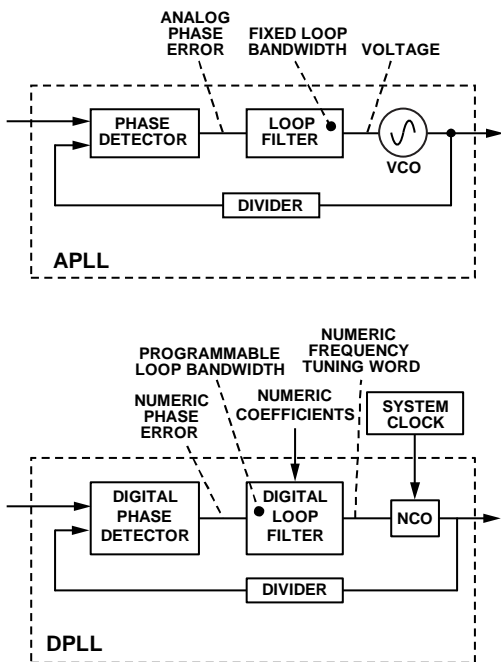 ANALOG
PHASE
ERROR
FIXED LOOP
BANDWIDTH
VOLTAGE
PHASE
DETECTOR
LOOP
FILTER
VCO
DIVIDER
APLL
PROGRAMMABLE
LOOP BANDWIDTH
NUMERIC
PHASE
ERROR
NUMERIC
COEFFICIENTS
NUMERIC
FREQUENCY
TUNING WORD
SYSTEM
CLOCK
DIGITAL
PHASE
DETECTOR
DIGITAL
LOOP
FILTER
NCO
DIVIDER
DPLL